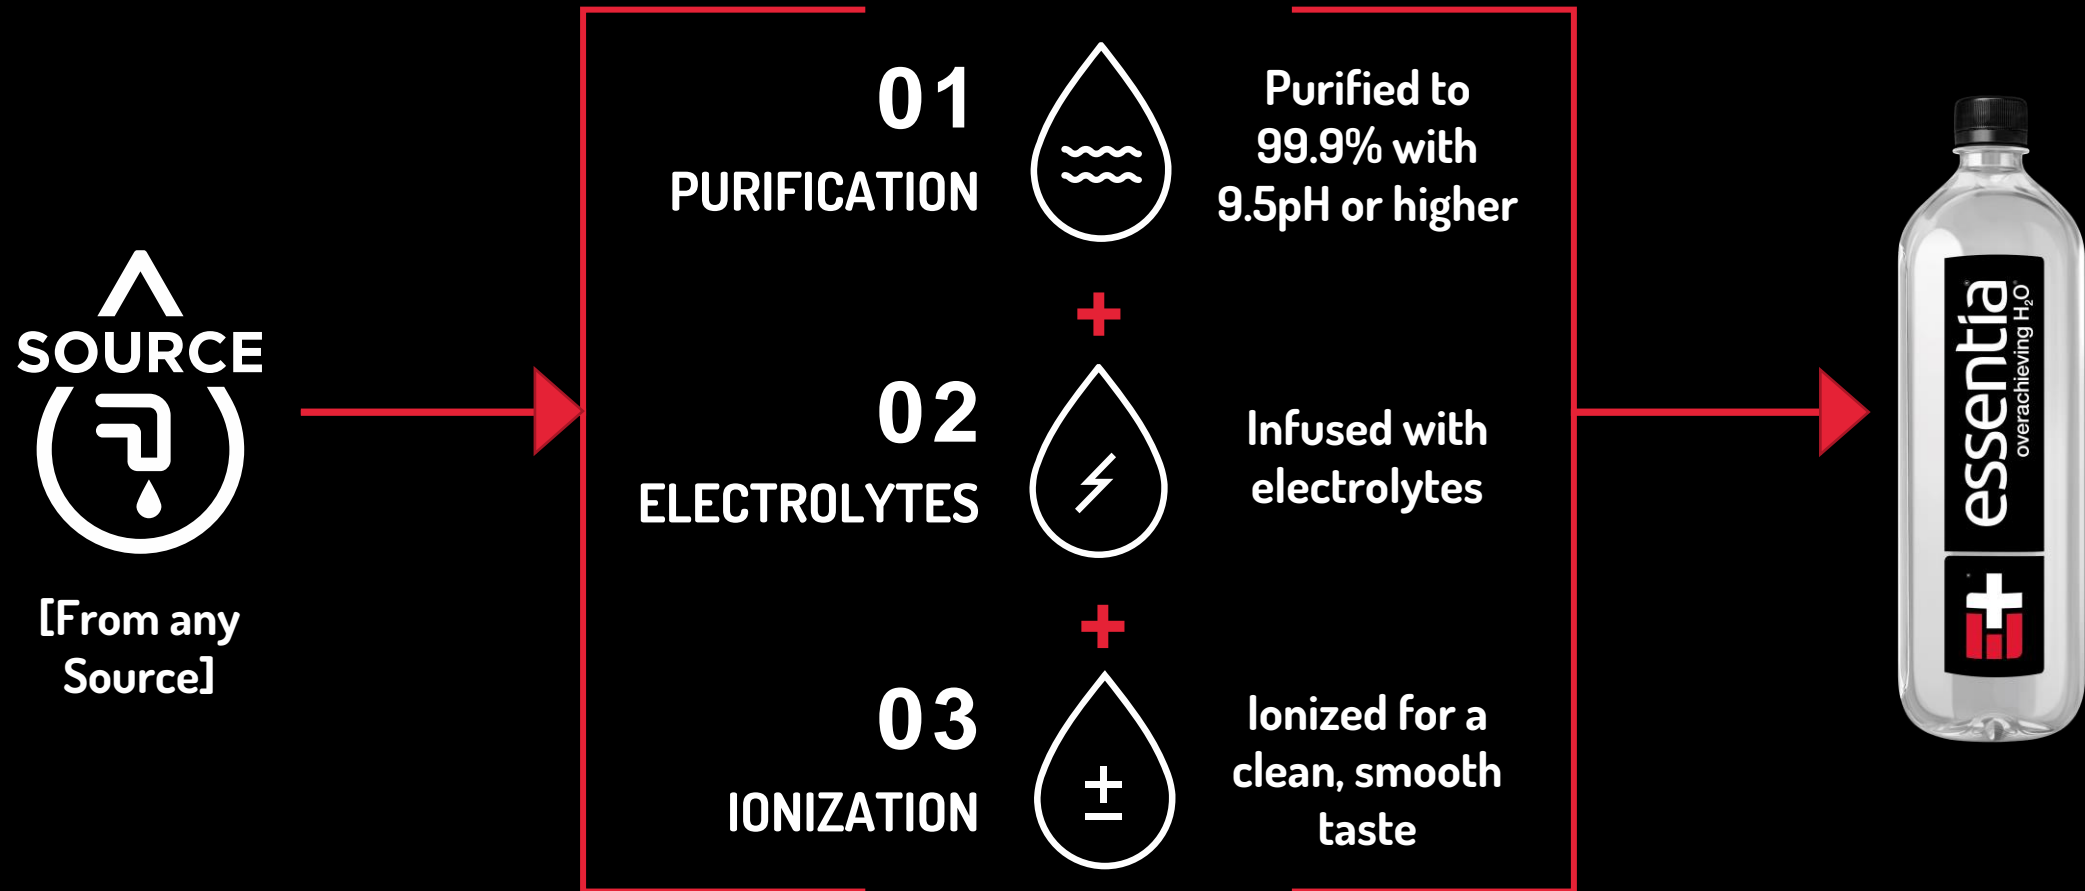 SOURCE
[From any
Source]
01
PURIFICATION
Purified to
99.9% with
9.5pH or higher
02
ELECTROLYTES
Infused with
electrolytes
03
IONIZATION
Ionized for a
clean, smooth
taste
essentia
overachieving H₂O